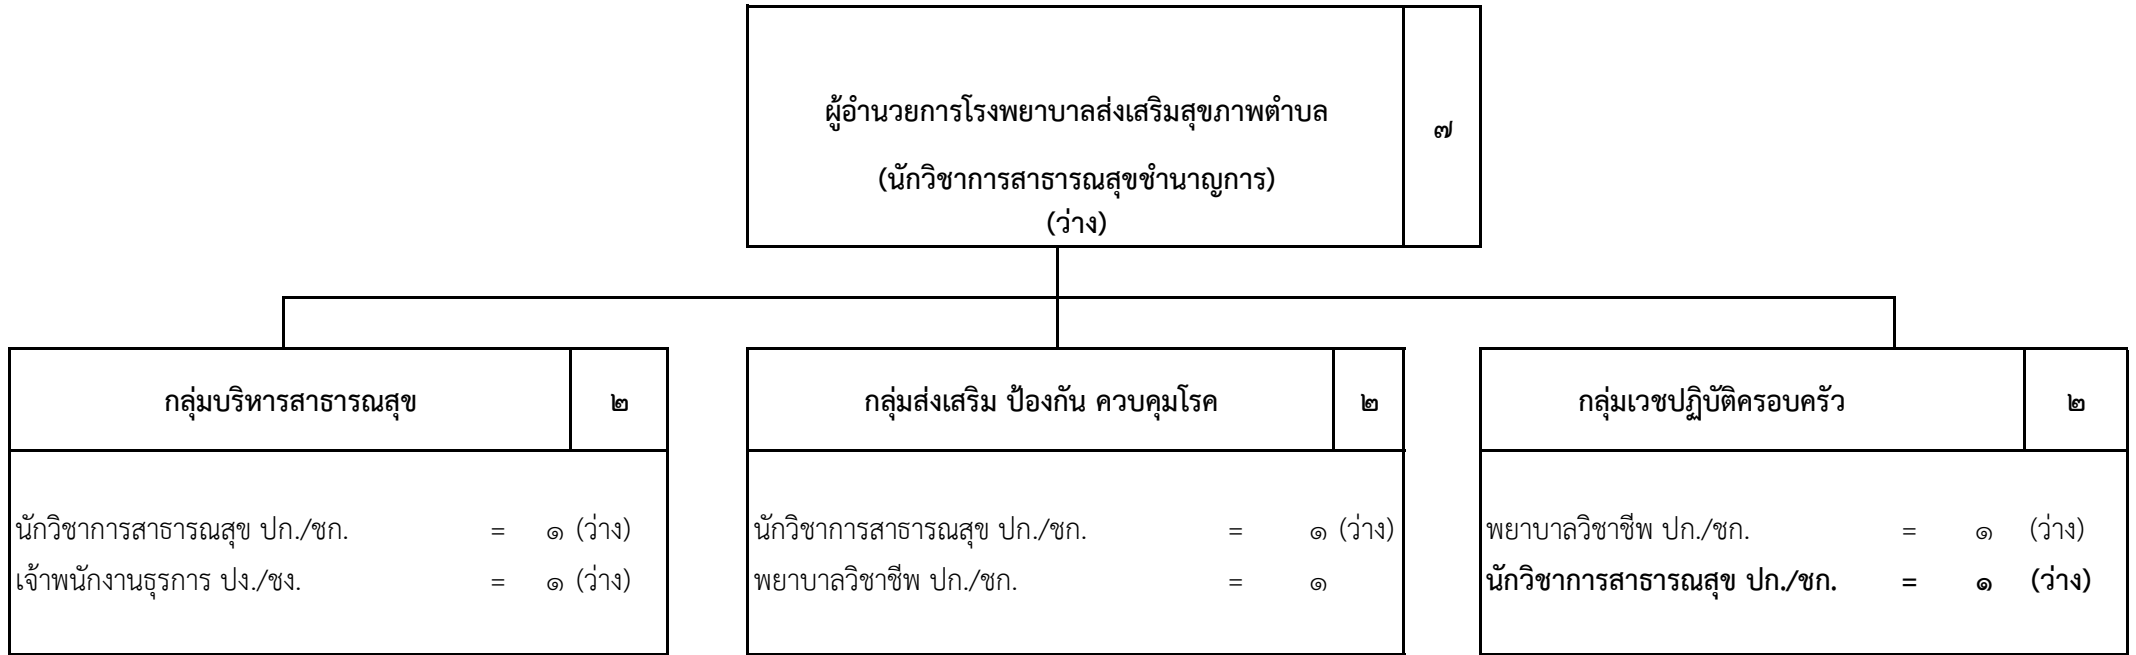 ผู้อำนวยการโรงพยาบาลส่งเสริมสุขภาพตำบล
(นักวิชาการสาธารณสุขชำนาญการ)
(ว่าง)
๗
กลุ่มบริหารสาธารณสุข ๒
นักวิชาการสาธารณสุข ปก./ชก. = ๑ (ว่าง)
เจ้าพนักงานธุรการ ปง./ชง. = ๑ (ว่าง)
กลุ่มส่งเสริม ป้องกัน ควบคุมโรค ๒
นักวิชาการสาธารณสุข ปก./ชก. = ๑ (ว่าง)
พยาบาลวิชาชีพ ปก./ชก. = ๑
กลุ่มเวชปฏิบัติครอบครัว ๒
พยาบาลวิชาชีพ ปก./ชก. = ๑ (ว่าง)
นักวิชาการสาธารณสุข ปก./ชก. = ๑ (ว่าง)